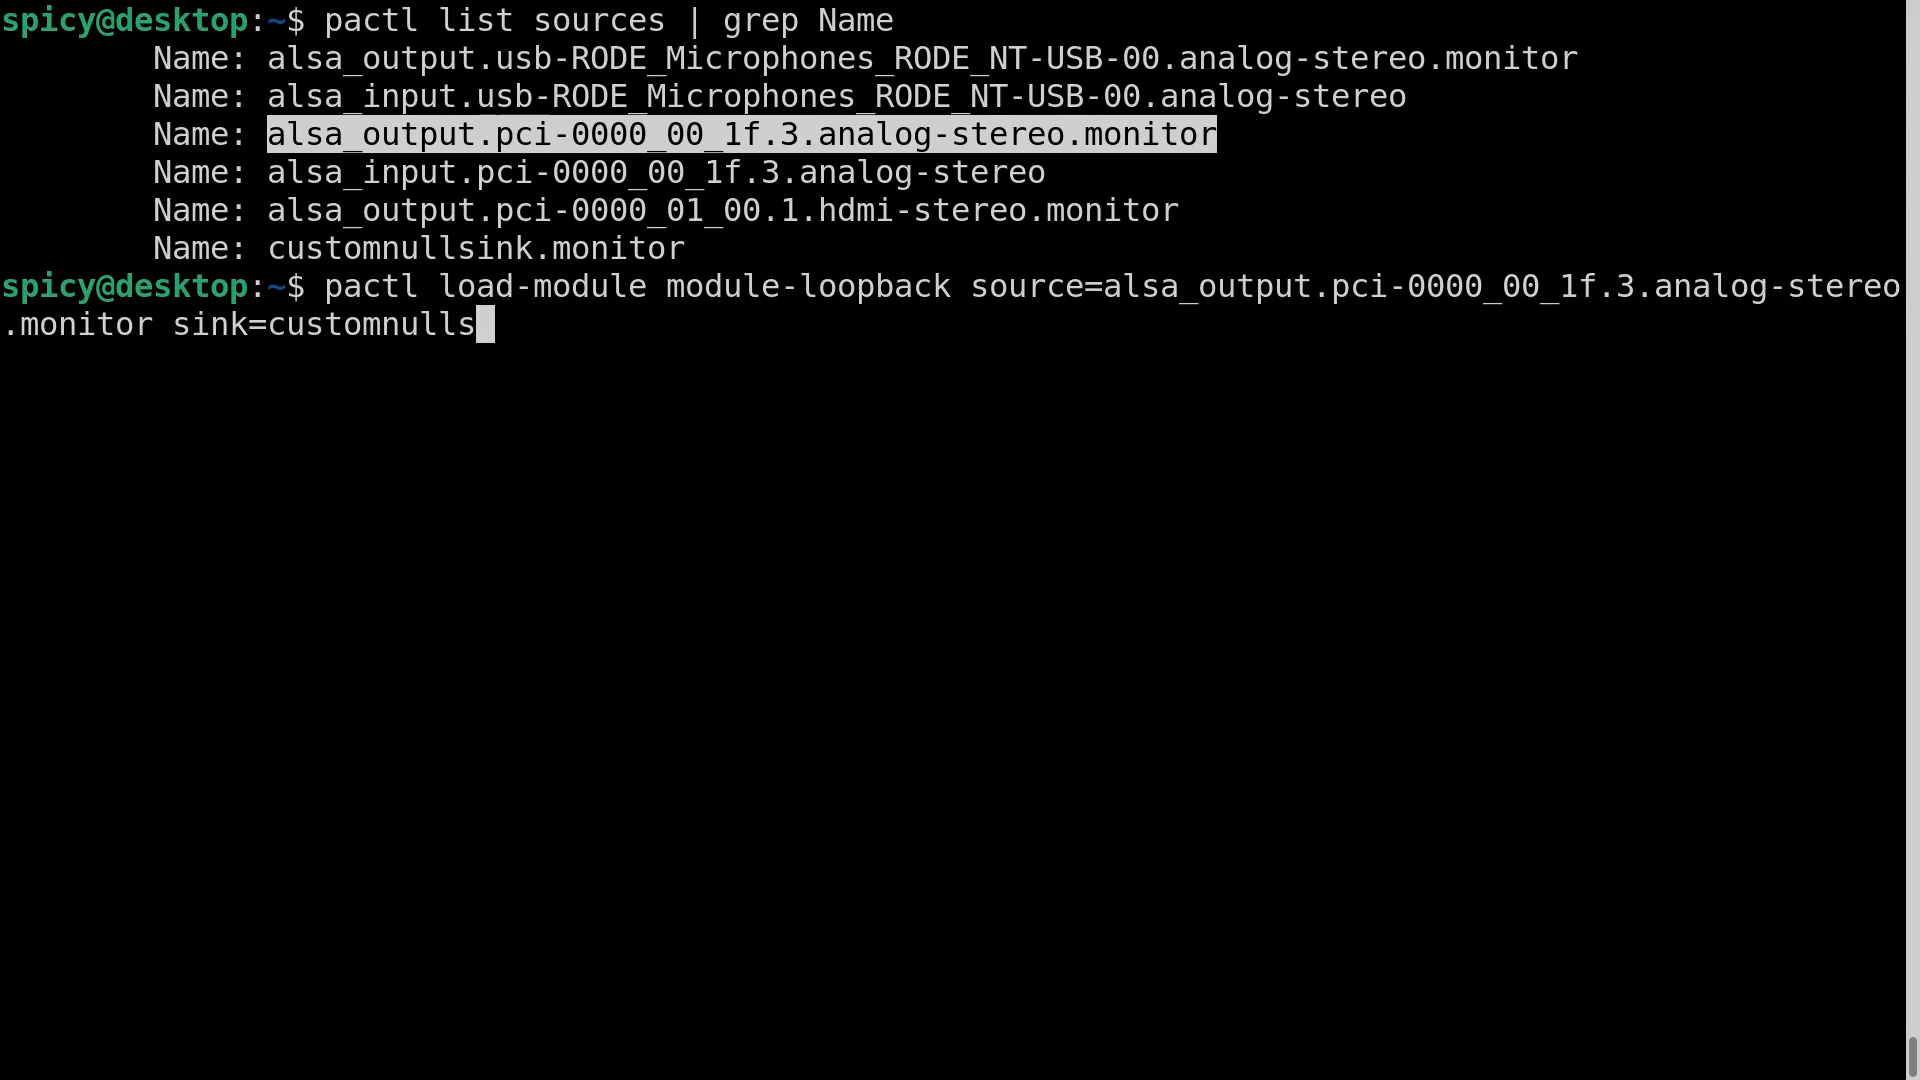 spicy@desktop:~$ pactl list sources | grep Name
Name: alsa_output.usb-RODE_Microphones_RODE_NT-USB-00.analog-stereo.monitor
Name: alsa_input.usb-RODE_Microphones_RODE_NT-USB-00.analog-stereo
Name: alsa_output.pci-0000_00_1f.3.analog-stereo.monitor
Name: alsa_input.pci-0000_00_1f.3.analog-stereo
Name: alsa_output.pci-0000_01_00.1.hdmi-stereo.monitor
Name: customnullsink.monitor
spicy@desktop:~$ pactl load-module module-loopback source=alsa_output.pci-0000_00_1f.3.analog-stereo
.monitor sink=customnulls